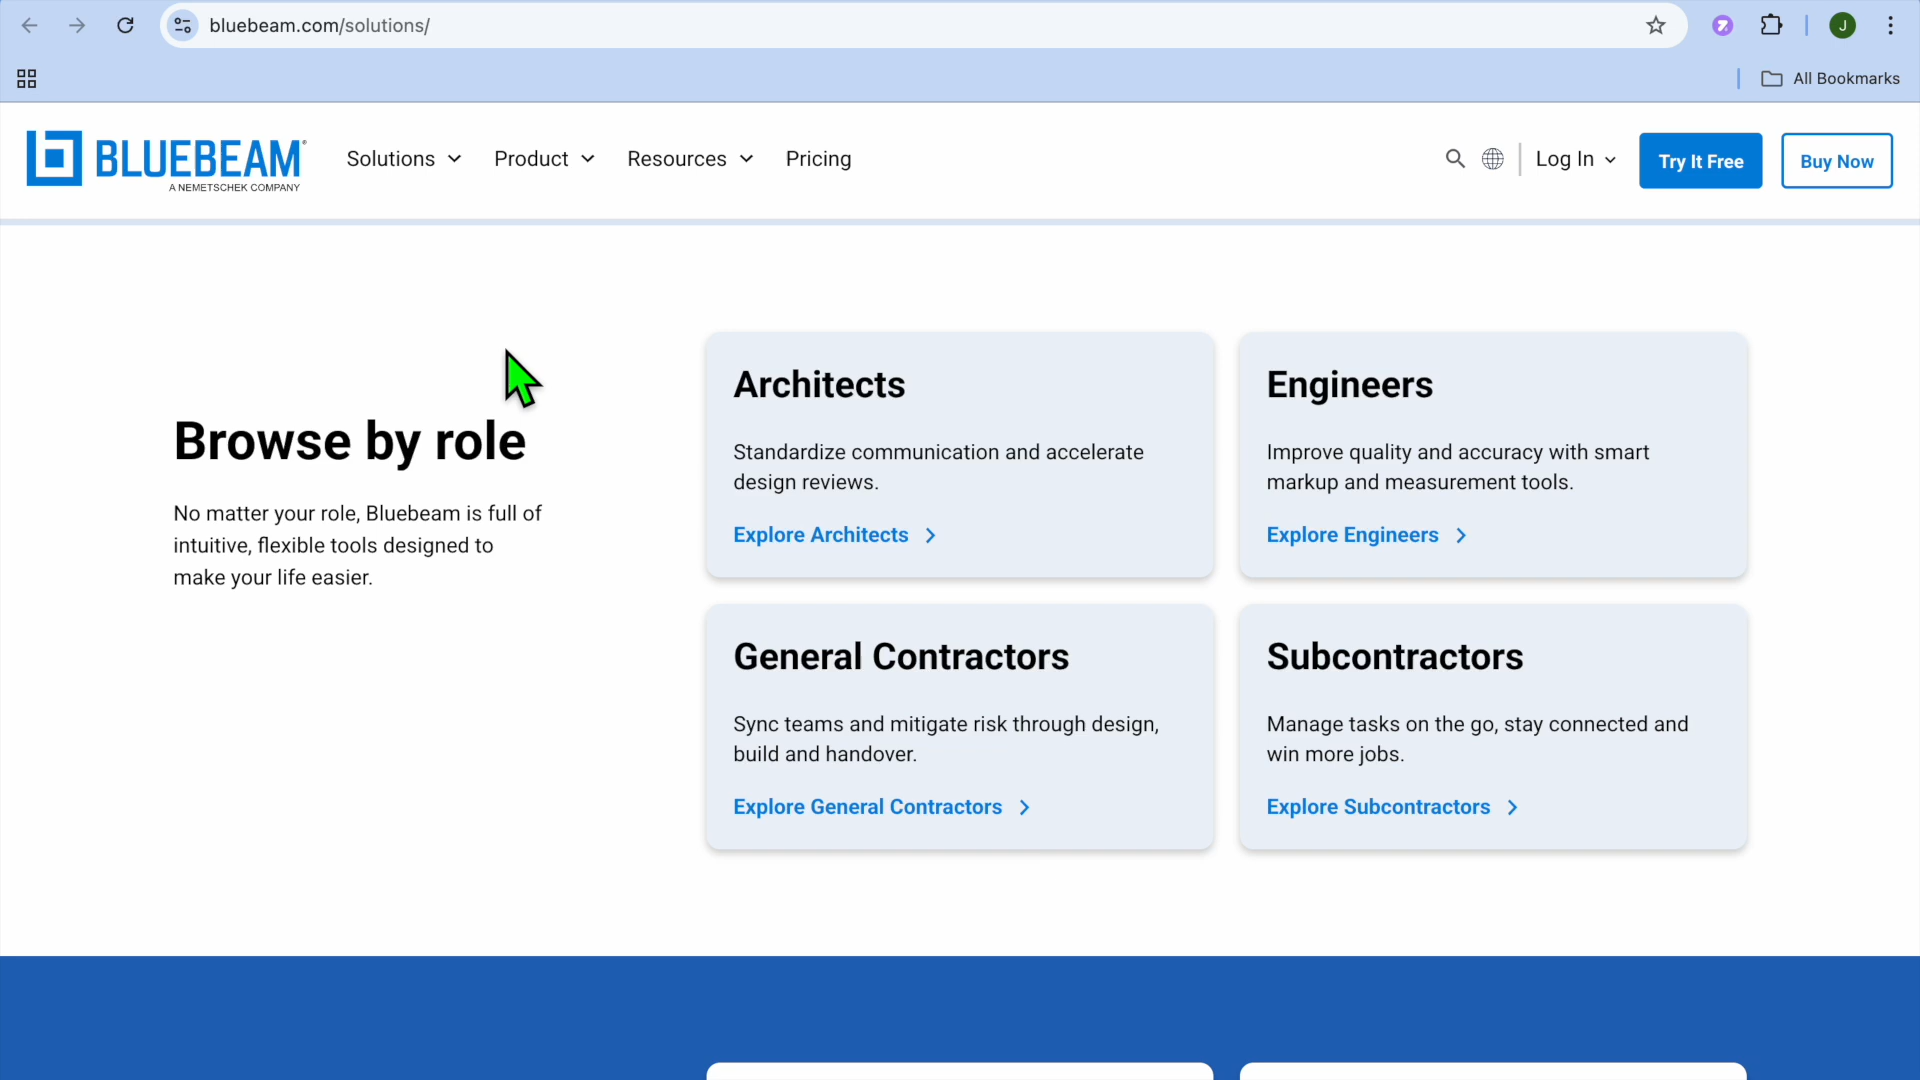 bluebeam.com/solutions/
J
All Bookmarks
BLUEBEAM®
A NEMETSCHEK COMPANY
Solutions
Product
Resources
Pricing
Log In
Try It Free
Buy Now
Browse by role
No matter your role, Bluebeam is full of
intuitive, flexible tools designed to
make your life easier.
Architects
Standardize communication and accelerate
design reviews.
Explore Architects
Engineers
Improve quality and accuracy with smart
markup and measurement tools.
Explore Engineers
General Contractors
Sync teams and mitigate risk through design,
build and handover.
Explore General Contractors
Subcontractors
Manage tasks on the go, stay connected and
win more jobs.
Explore Subcontractors